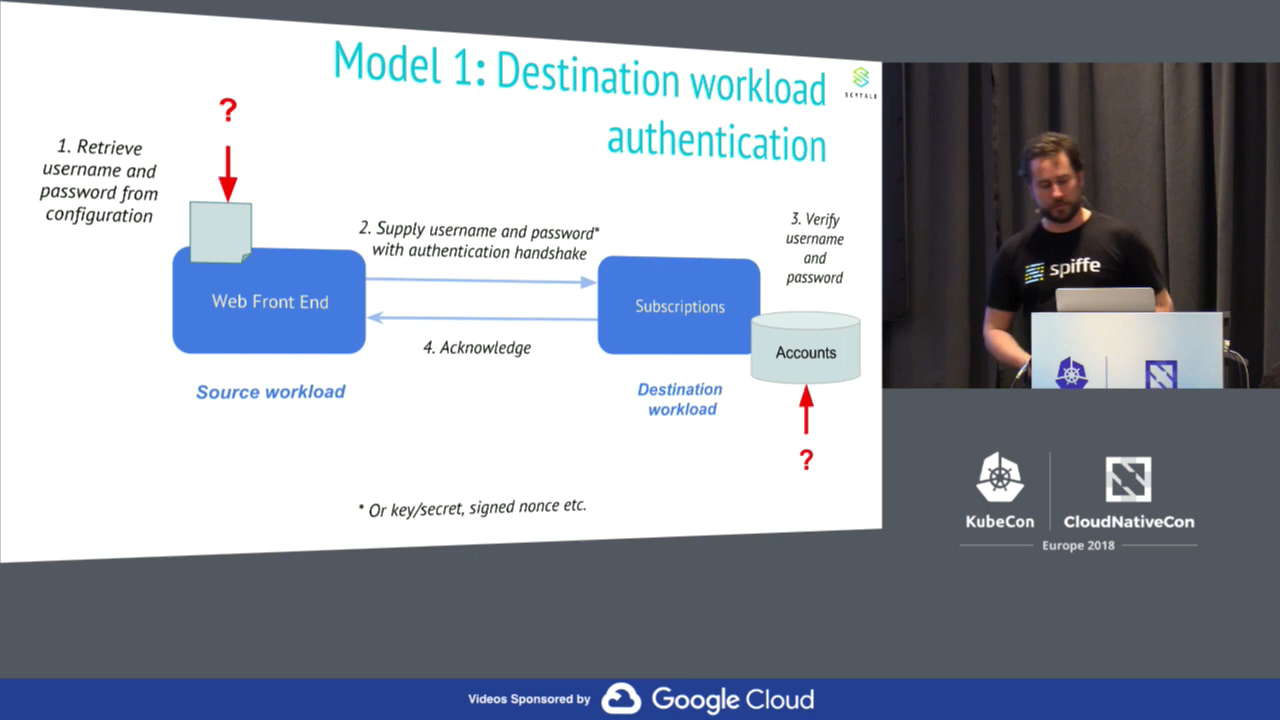 Model 1: Destination workload
authentication
SCYTALE
?
1. Retrieve
username and
password from
configuration
2. Supply username and password*
with authentication handshake
3. Verify
username
and
password
Web Front End
Subscriptions
4. Acknowledge
Accounts
Source workload
Destination
workload
?
* Or key/secret, signed nonce etc.
spiffe
KubeCon
CloudNativeCon
Europe 2018
Videos Sponsored by
Google Cloud